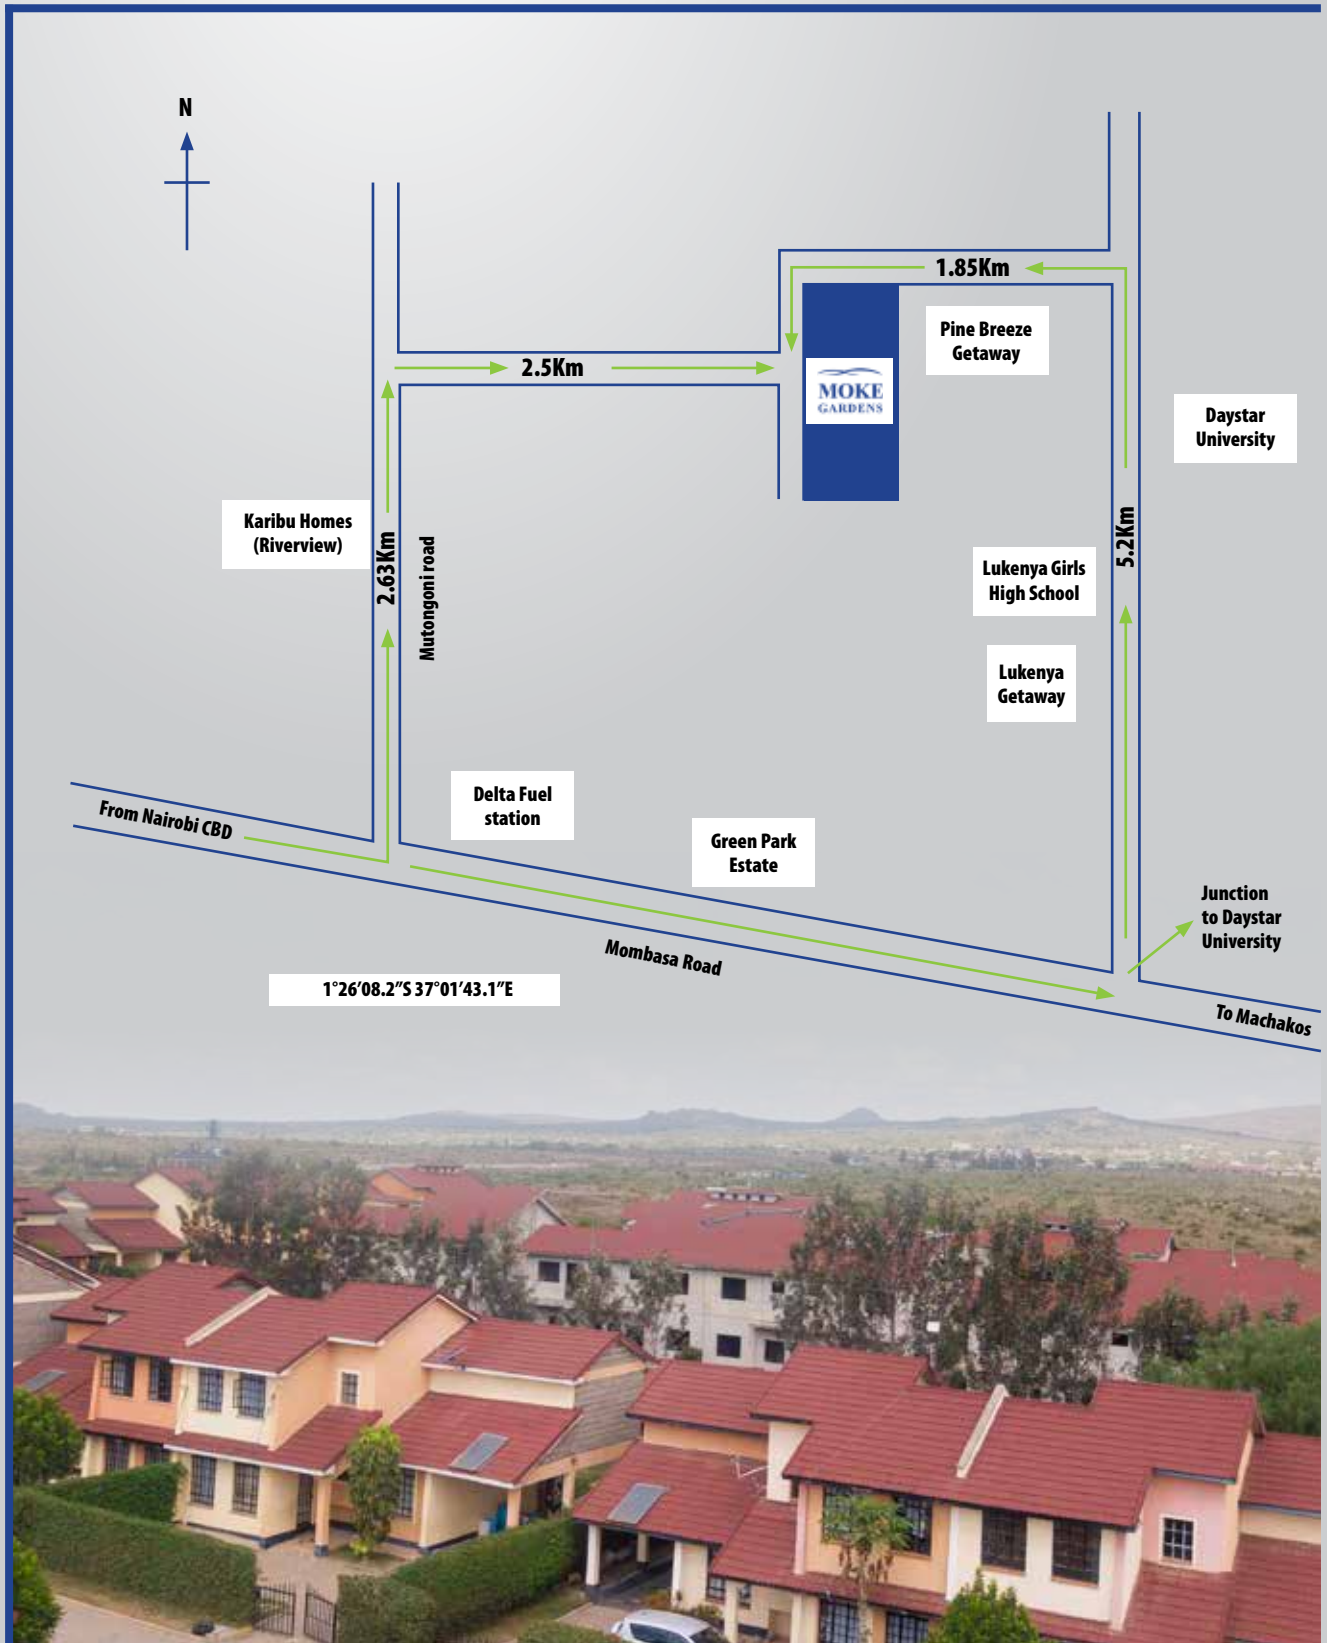 N
1.85Km
Pine Breeze
Getaway
2.5Km
MOKE
GARDENS
Daystar
University
Karibu Homes
(Riverview)
2.63Km
Mutongoni road
5.2Km
Lukenya Girls
High School
Lukenya
Getaway
Delta Fuel
station
From Nairobi CBD
Green Park
Estate
Junction
to Daystar
University
Mombasa Road
1°26’08.2”S 37°01’43.1”E
To Machakos